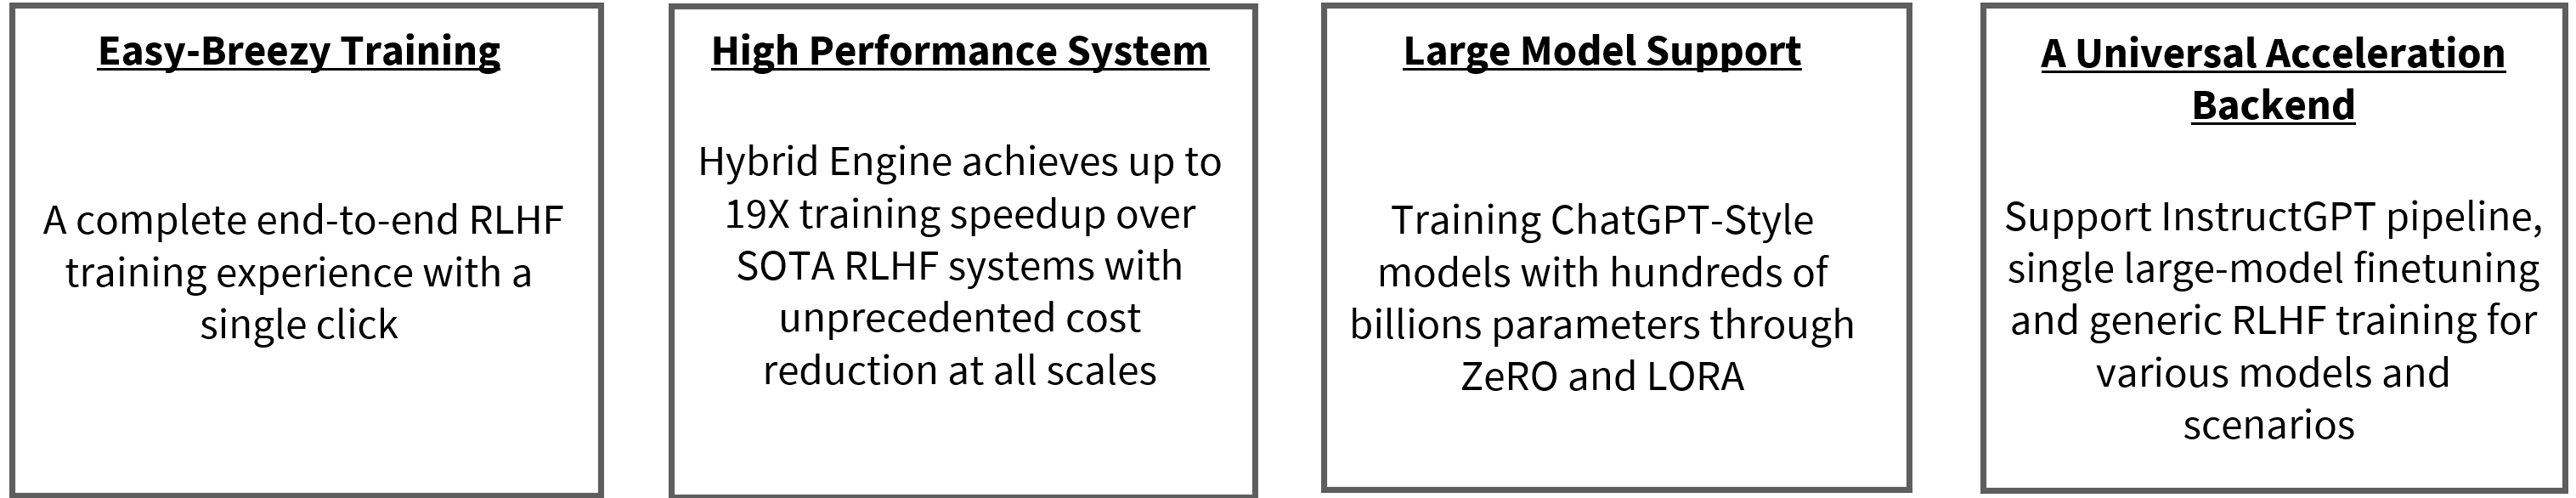 Easy-Breezy Training
A complete end-to-end RLHF
training experience with a
single click
High Performance System
Hybrid Engine achieves up to
19X training speedup over
SOTA RLHF systems with
unprecedented cost
reduction at all scales
Large Model Support
Training ChatGPT-Style
models with hundreds of
billions parameters through
ZeRO and LORA
A Universal Acceleration
Backend
Support InstructGPT pipeline,
single large-model finetuning
and generic RLHF training for
various models and
scenarios